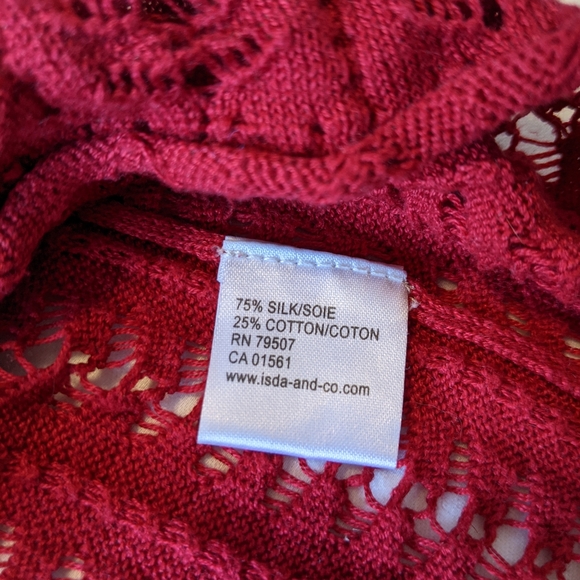 75% SILK/SOIE
25% COTTON/COTON
RN 79507
CA 01561
www.isda-and-co.com